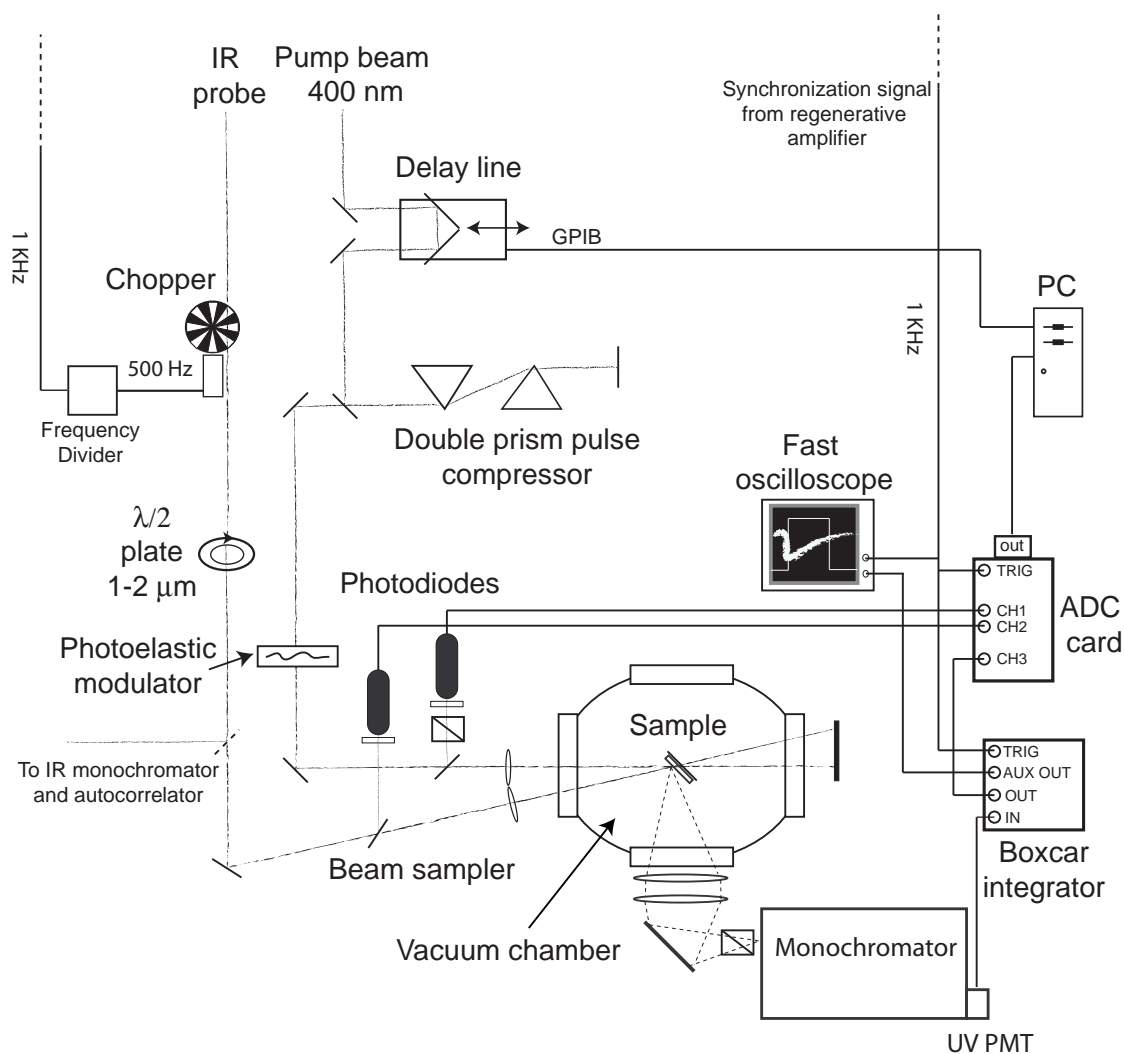 IR
probe
Pump beam
400 nm
Synchronization signal
from regenerative
amplifier
Delay line
GPIB
1 KHz
Chopper
1 KHz
PC
500 Hz
Frequency
Divider
Double prism pulse
compressor
Fast
oscilloscope
λ/2
plate
1-2 μm
out
TRIG
Photodiodes
CH1
CH2
CH3
ADC
card
Photoelastic
modulator
Sample
To IR monochromator
and autocorrelator
TRIG
AUX OUT
OUT
IN
Beam sampler
Boxcar
integrator
Vacuum chamber
Monochromator
UV PMT